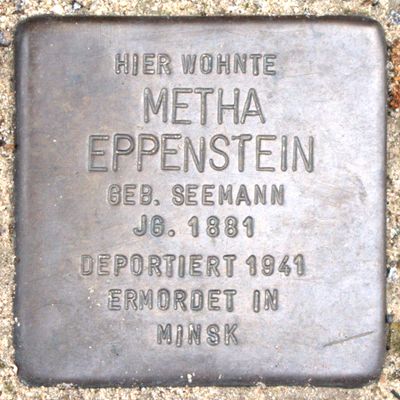 HIER WOHNTE
METHA
EPPENSTEIN
GEB. SEEMANN
JG. 1881
DEPORTIERT 1941
ERMORDET IN
MINSK